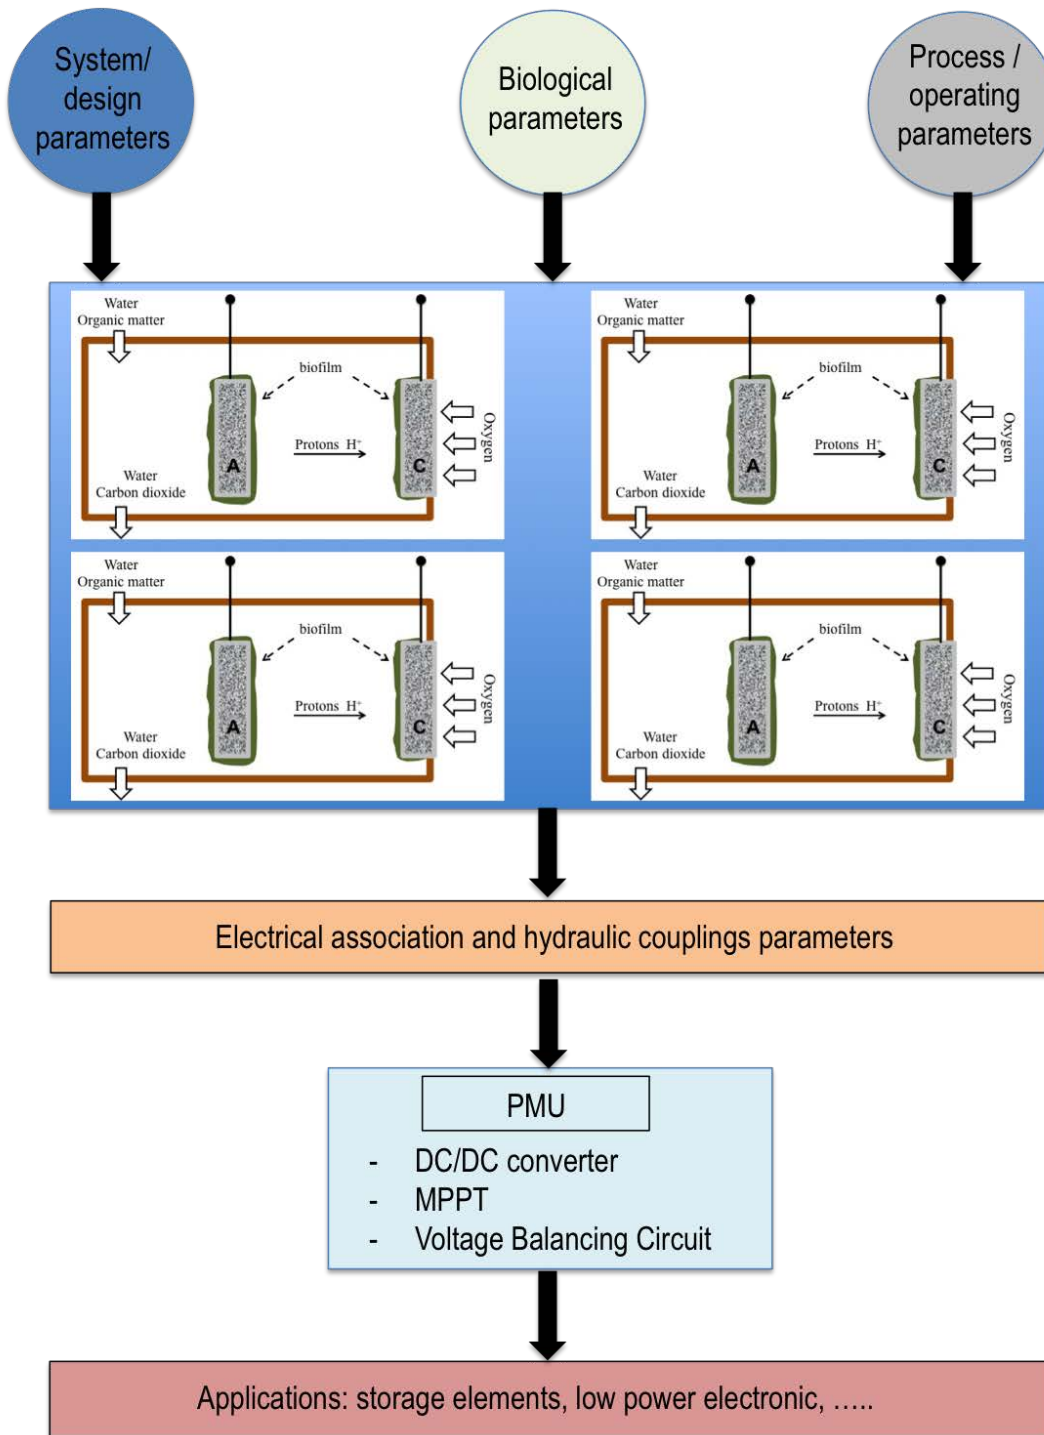 System/
design
parameters
Biological
parameters
Process /
operating
parameters
Water
Organic matter
biofilm
Protons H⁺
Oxygen
A
C
Water
Carbon dioxide
Water
Organic matter
biofilm
Protons H⁺
Oxygen
A
C
Water
Carbon dioxide
Water
Organic matter
biofilm
Protons H⁺
Oxygen
A
C
Water
Carbon dioxide
Water
Organic matter
biofilm
Protons H⁺
Oxygen
A
C
Water
Carbon dioxide
Electrical association and hydraulic couplings parameters
PMU
- DC/DC converter
- MPPT
- Voltage Balancing Circuit
Applications: storage elements, low power electronic, .....